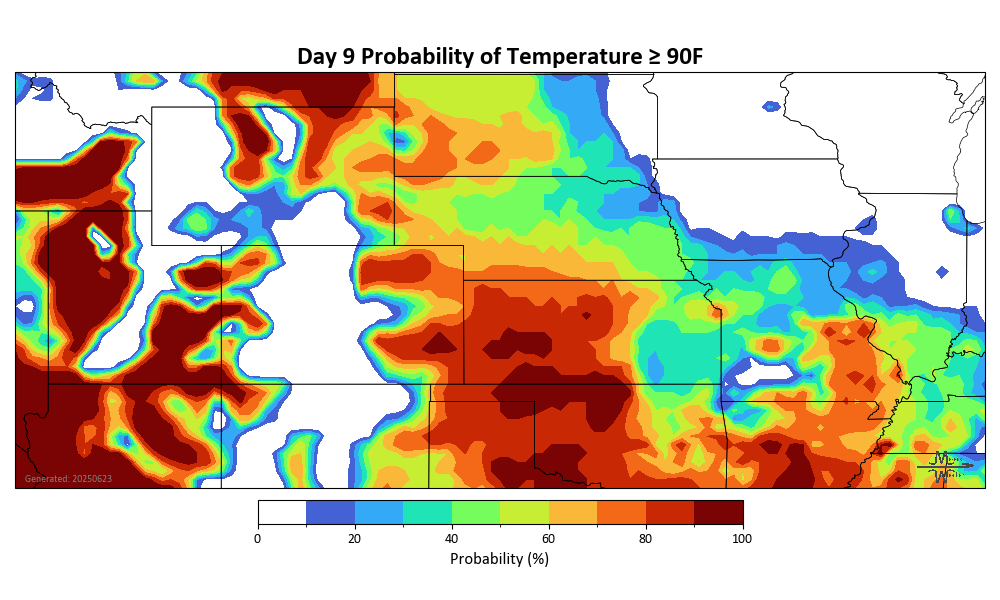 Day 9 Probability of Temperature ≥ 90F
Generated: 20250623
0 20 40 60 80 100
Probability (%)